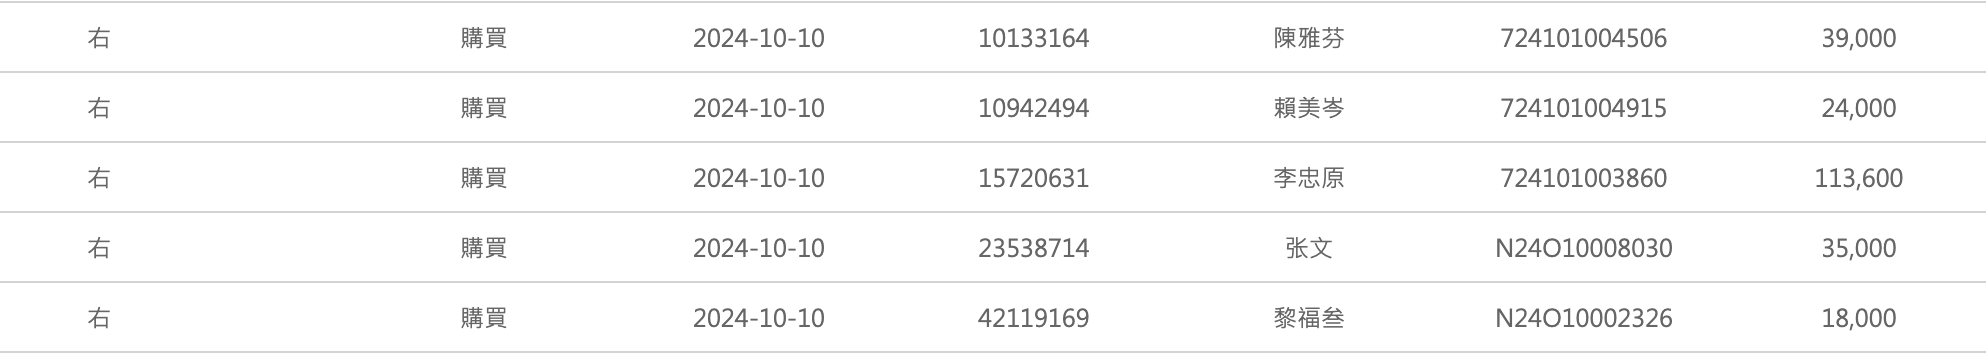 右 購買 2024-10-10 10133164 陳雅芬 724101004506 39,000
右 購買 2024-10-10 10942494 賴美岑 724101004915 24,000
右 購買 2024-10-10 15720631 李忠原 724101003860 113,600
右 購買 2024-10-10 23538714 张文 N24O10008030 35,000
右 購買 2024-10-10 42119169 黎福叁 N24O10002326 18,000